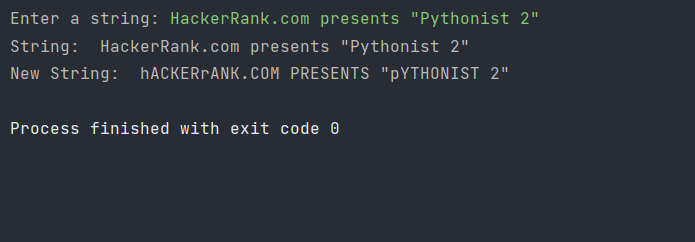 Enter a string: HackerRank.com presents "Pythonist 2"
String:  HackerRank.com presents "Pythonist 2"
New String:  hACKERrANK.COM PRESENTS "pYTHONIST 2"
Process finished with exit code 0